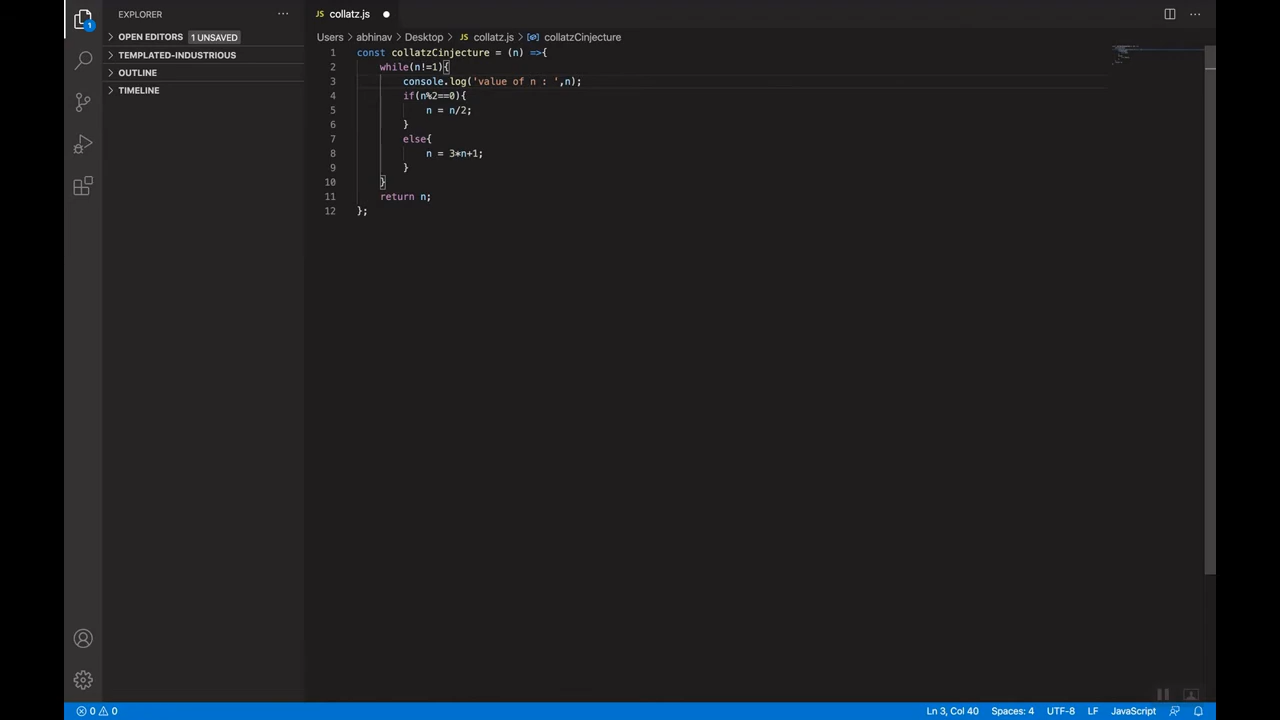 EXPLORER
OPEN EDITORS 1 UNSAVED
TEMPLATED-INDUSTRIOUS
OUTLINE
TIMELINE
1
JS collatz.js
Users > abhinav > Desktop > JS collatz.js > collatzCinjecture
1 const collatzCinjecture = (n) =>{
2 while(n!=1){
3 console.log('value of n : ',n);
4 if(n%2==0){
5 n = n/2;
6 }
7 else{
8 n = 3*n+1;
9 }
10 }
11 return n;
12 };
0 0
Ln 3, Col 40 Spaces: 4 UTF-8 LF JavaScript